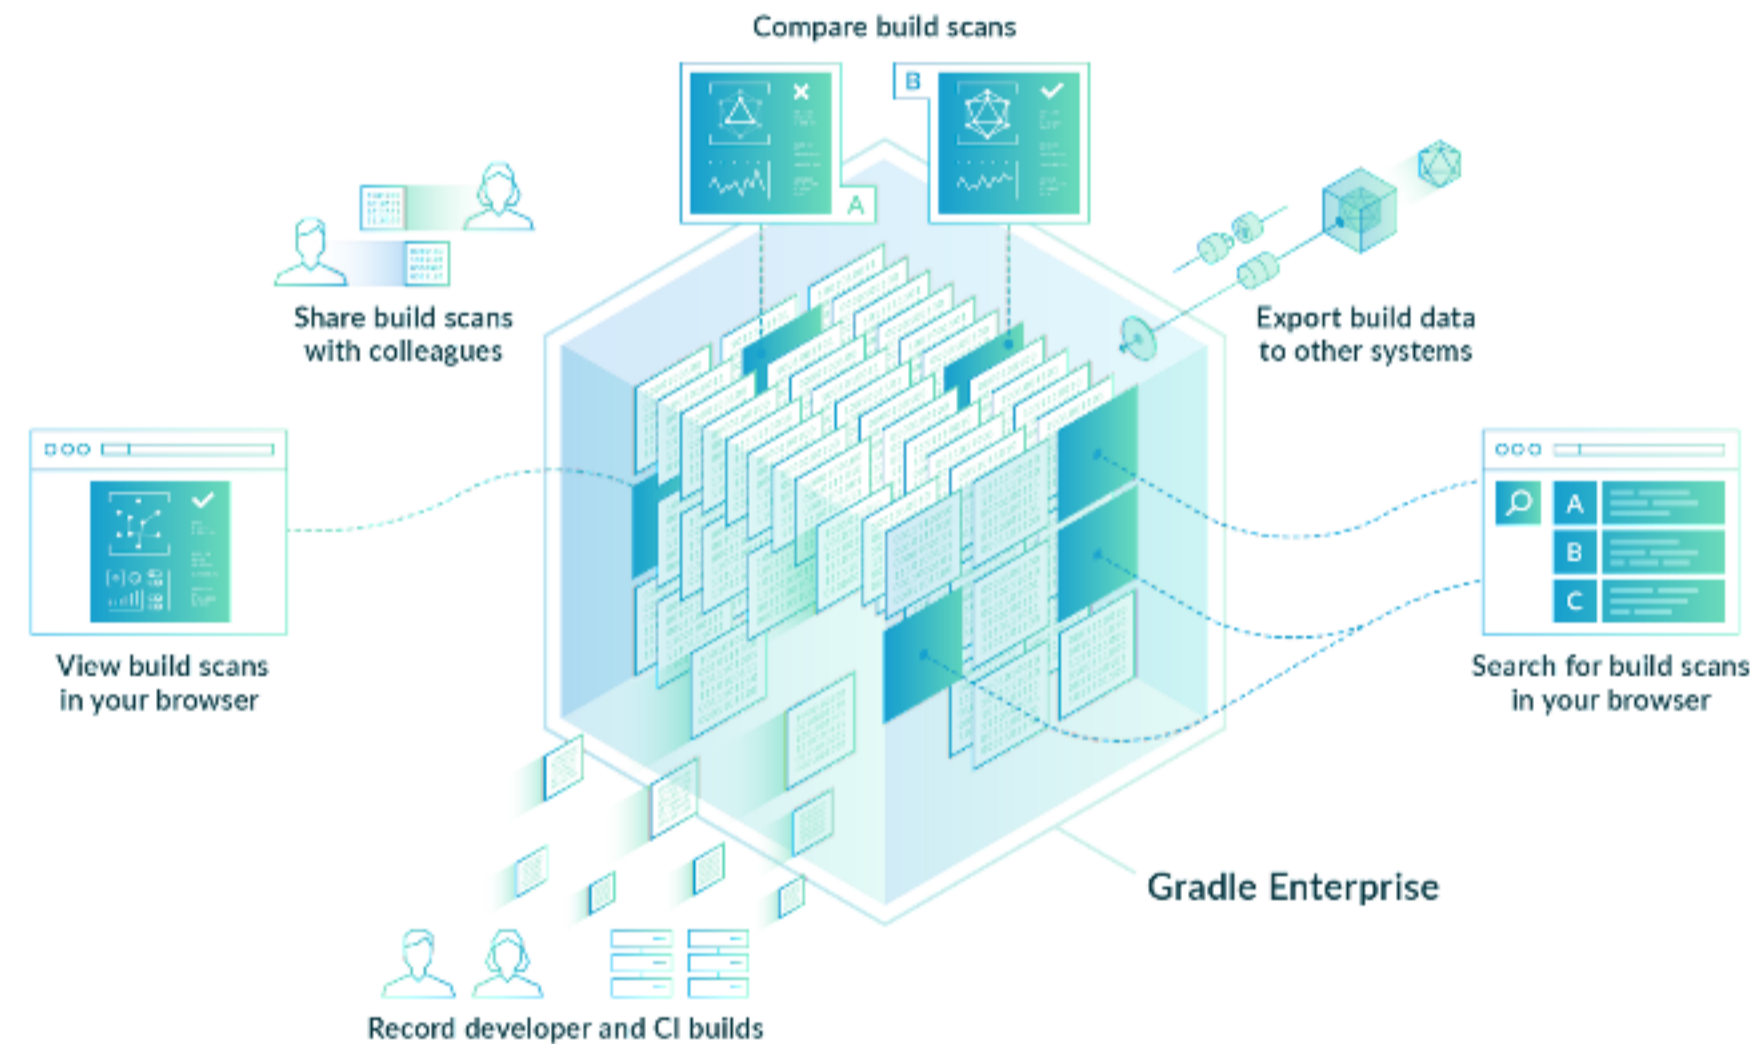 Compare build scans
B
A
Share build scans
with colleagues
Export build data
to other systems
View build scans
in your browser
A
B
C
Search for build scans
in your browser
Gradle Enterprise
Record developer and CI builds